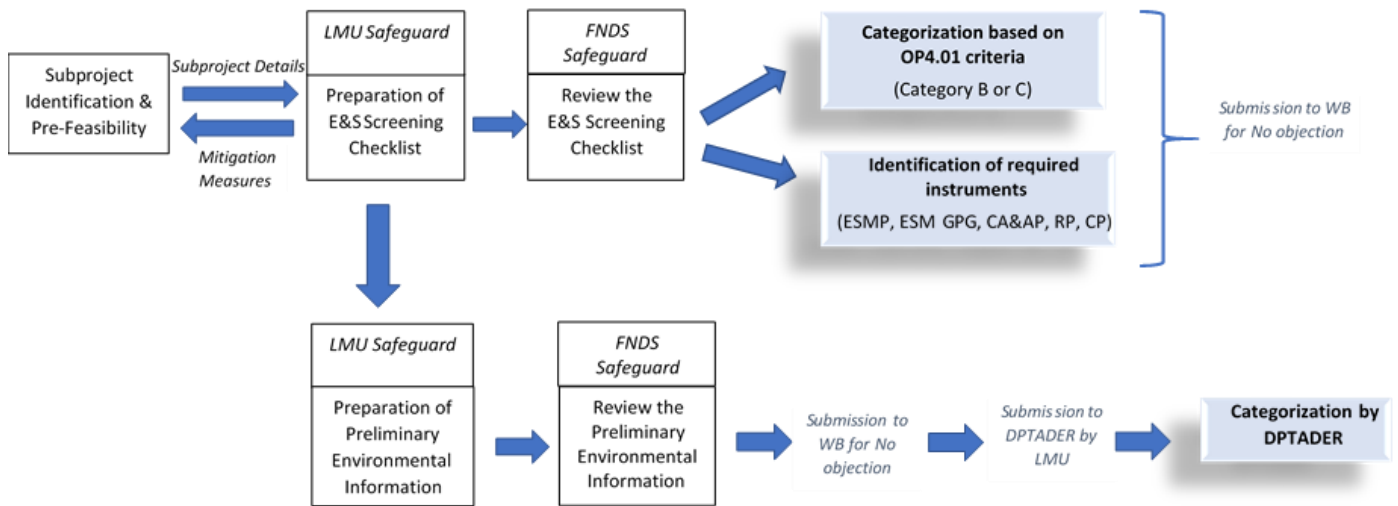 Subproject
Identification &
Pre-Feasibility
Subproject Details
Mitigation
Measures
LMU Safeguard
Preparation of
E&S Screening
Checklist
FNDS
Safeguard
Review the
E&S Screening
Checklist
Categorization based on
OP4.01 criteria
(Category B or C)
Identification of required
instruments
(ESMP, ESM GPG, CA&AP, RP, CP)
Submission to WB
for No objection
LMU Safeguard
Preparation of
Preliminary
Environmental
Information
FNDS
Safeguard
Review the
Preliminary
Environmental
Information
Submission to
WB for No
objection
Submission to
DPTADER by
LMU
Categorization by
DPTADER